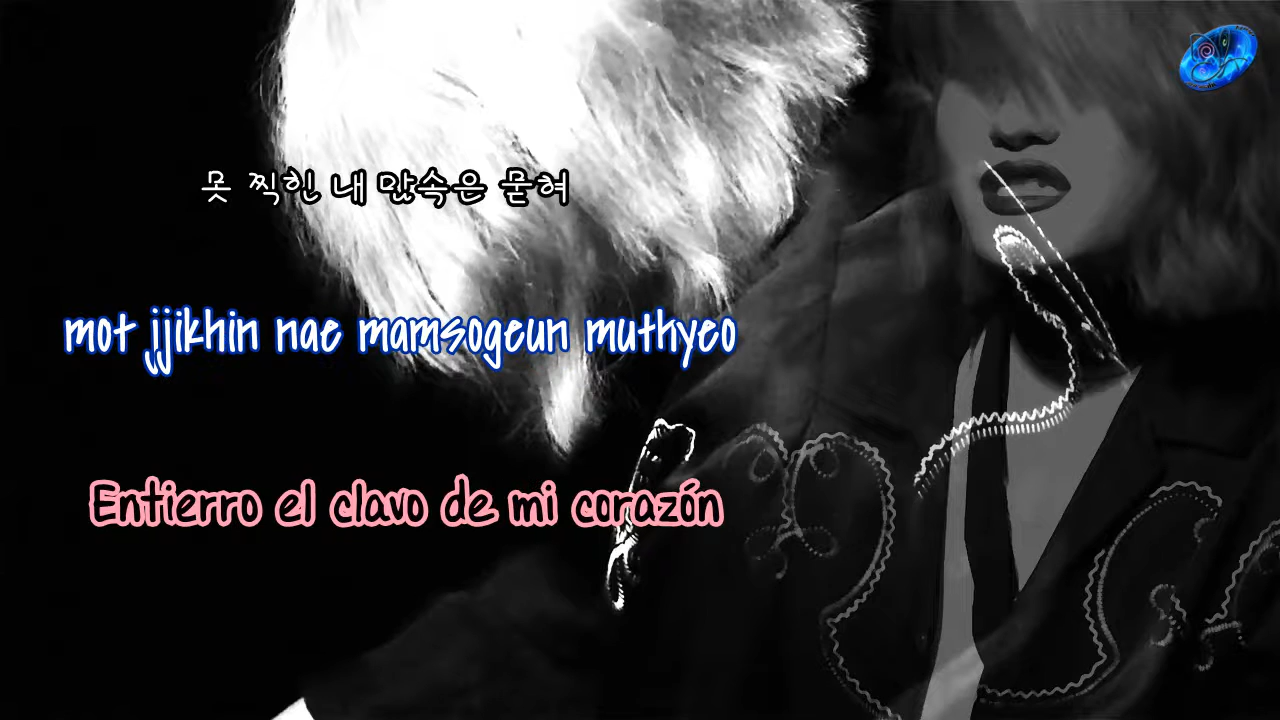 못 찍힌 내 맚속은 묻혀
mot jjikhin nae mamsogeun muthyeo
Entierro el clavo de mi corazón